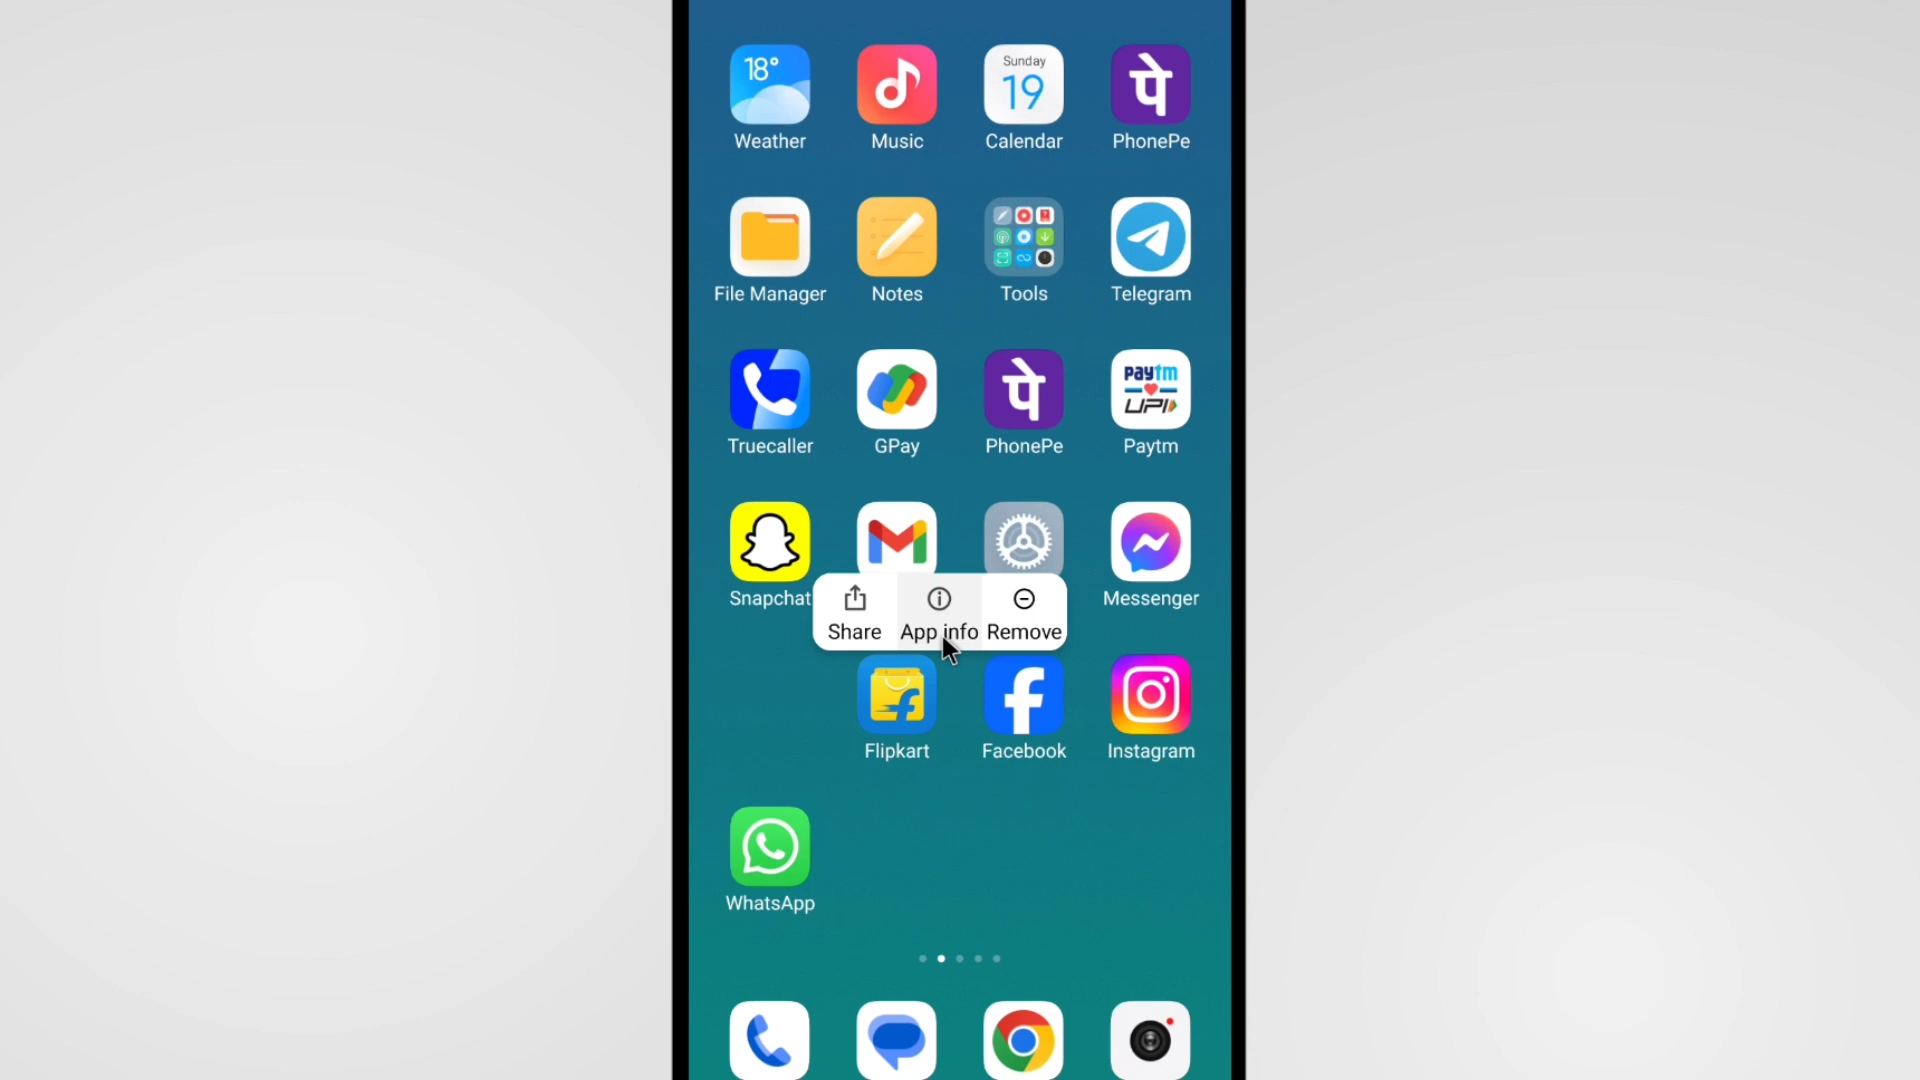 18°
Sunday
19
पे
Weather
Music
Calendar
PhonePe
File Manager
Notes
Tools
Telegram
पे
paytm
UPI
Truecaller
GPay
PhonePe
Paytm
Snapchat
Messenger
Share
App info
Remove
Flipkart
Facebook
Instagram
WhatsApp